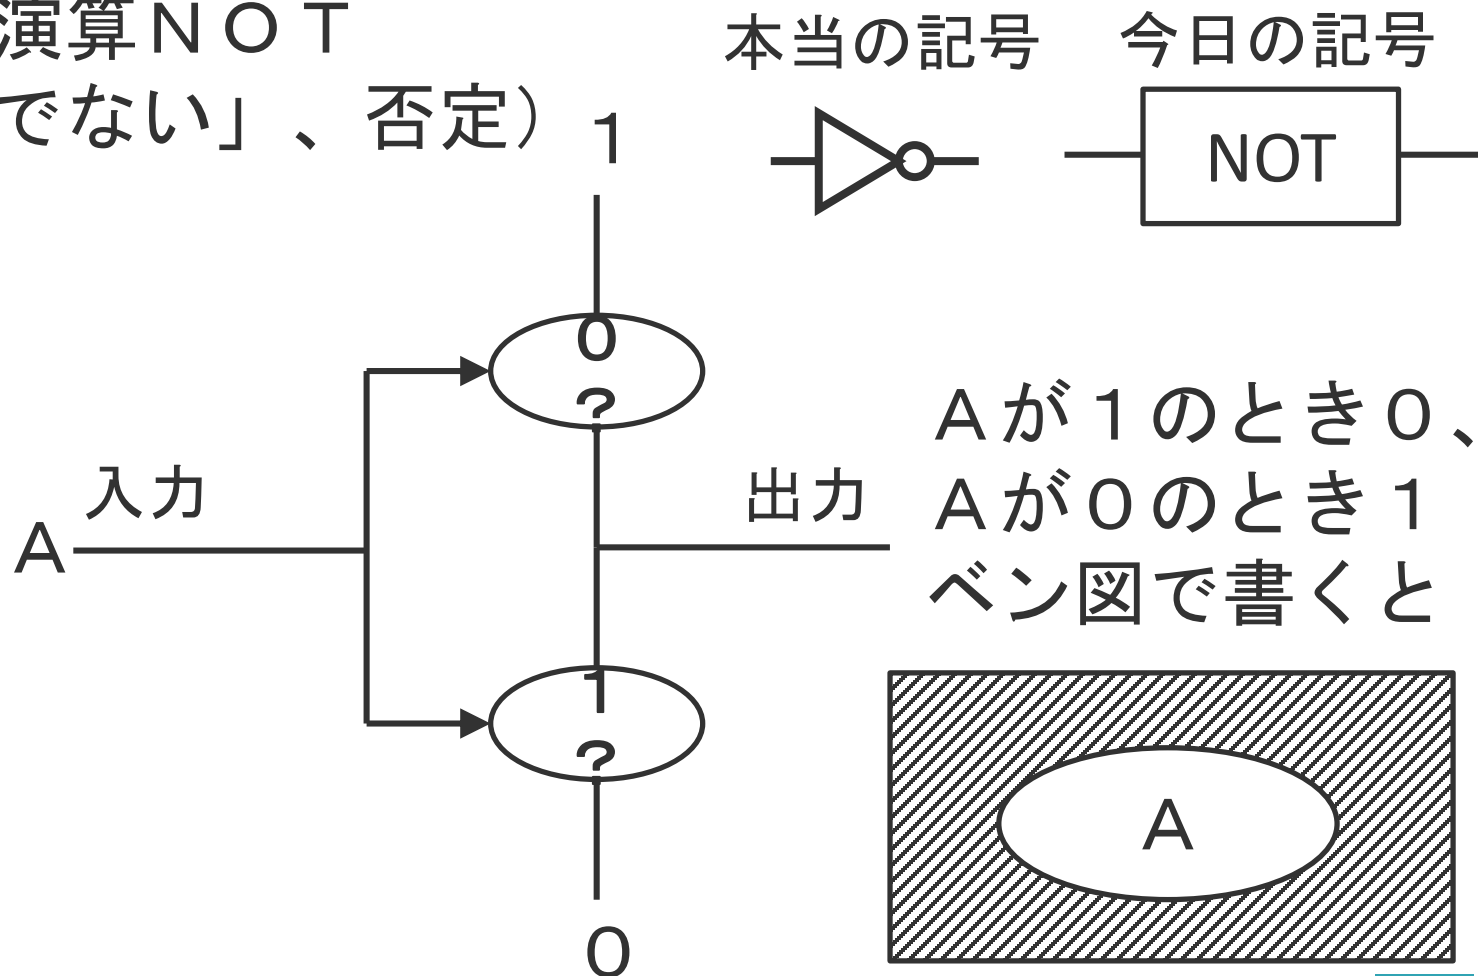 演算ＮＯＴ
でない」、否定）
本当の記号
今日の記号
NOT
１
０
？
入力
Ａ
出力
Ａが１のとき０、
Ａが０のとき１
ベン図で書くと
１
？
Ａ
０